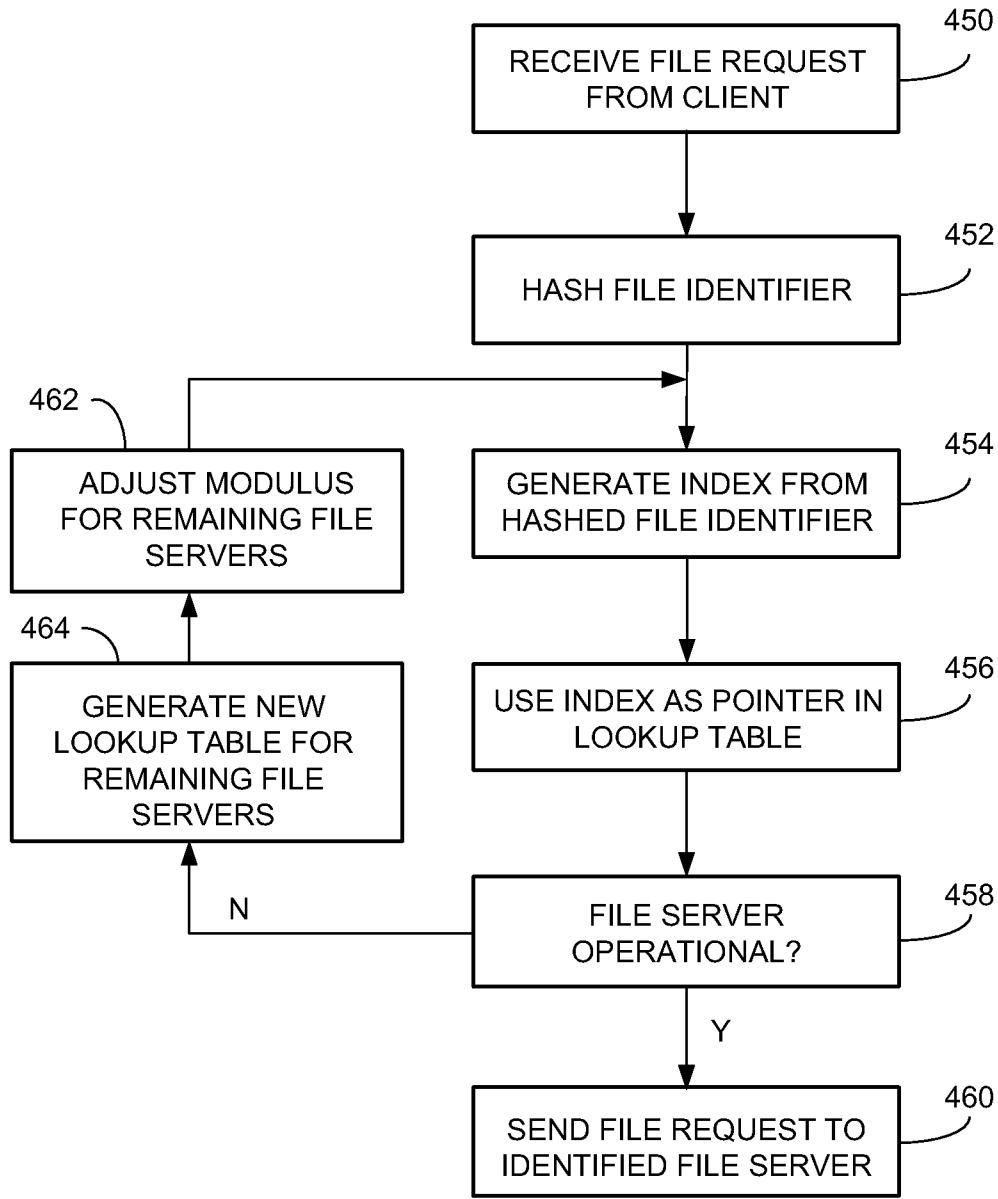 450
RECEIVE FILE REQUEST
FROM CLIENT
452
HASH FILE IDENTIFIER
462
ADJUST MODULUS
FOR REMAINING FILE
SERVERS
454
GENERATE INDEX FROM
HASHED FILE IDENTIFIER
464
GENERATE NEW
LOOKUP TABLE FOR
REMAINING FILE
SERVERS
456
USE INDEX AS POINTER IN
LOOKUP TABLE
N
458
FILE SERVER
OPERATIONAL?
Y
460
SEND FILE REQUEST TO
IDENTIFIED FILE SERVER